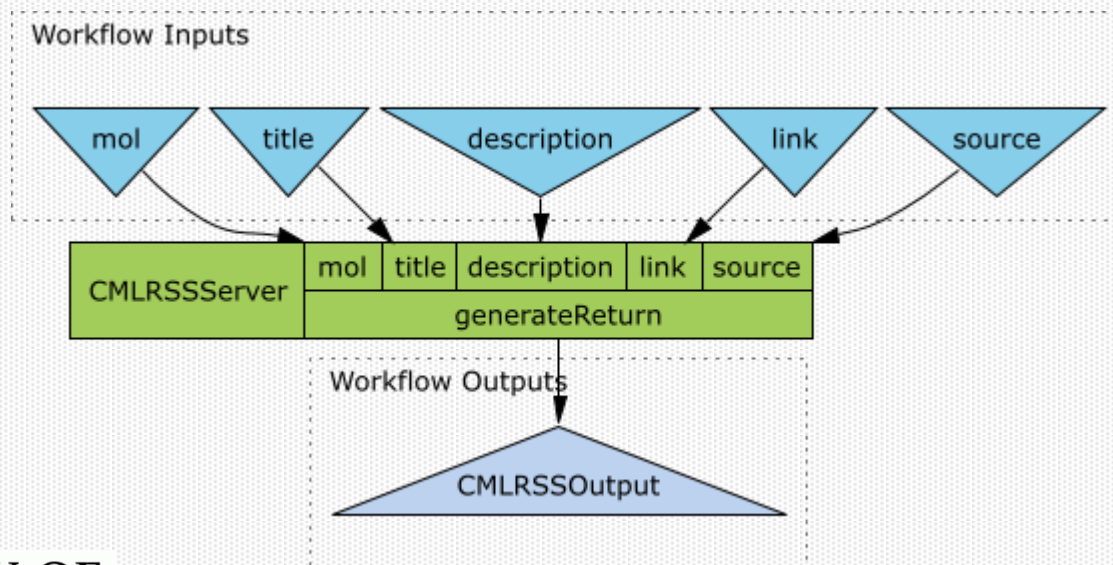 Workflow Inputs
mol title description link source
mol title description link source
CMLRSSServer
generateReturn
Workflow Outputs
CMLRSSOutput